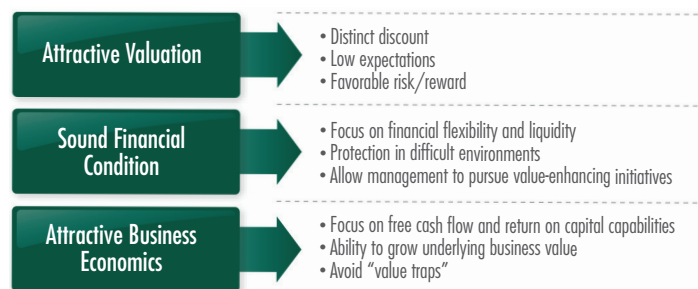 Attractive Valuation
• Distinct discount
• Low expectations
• Favorable risk/reward
Sound Financial
Condition
• Focus on financial flexibility and liquidity
• Protection in difficult environments
• Allow management to pursue value-enhancing initiatives
Attractive Business
Economics
• Focus on free cash flow and return on capital capabilities
• Ability to grow underlying business value
• Avoid “value traps”